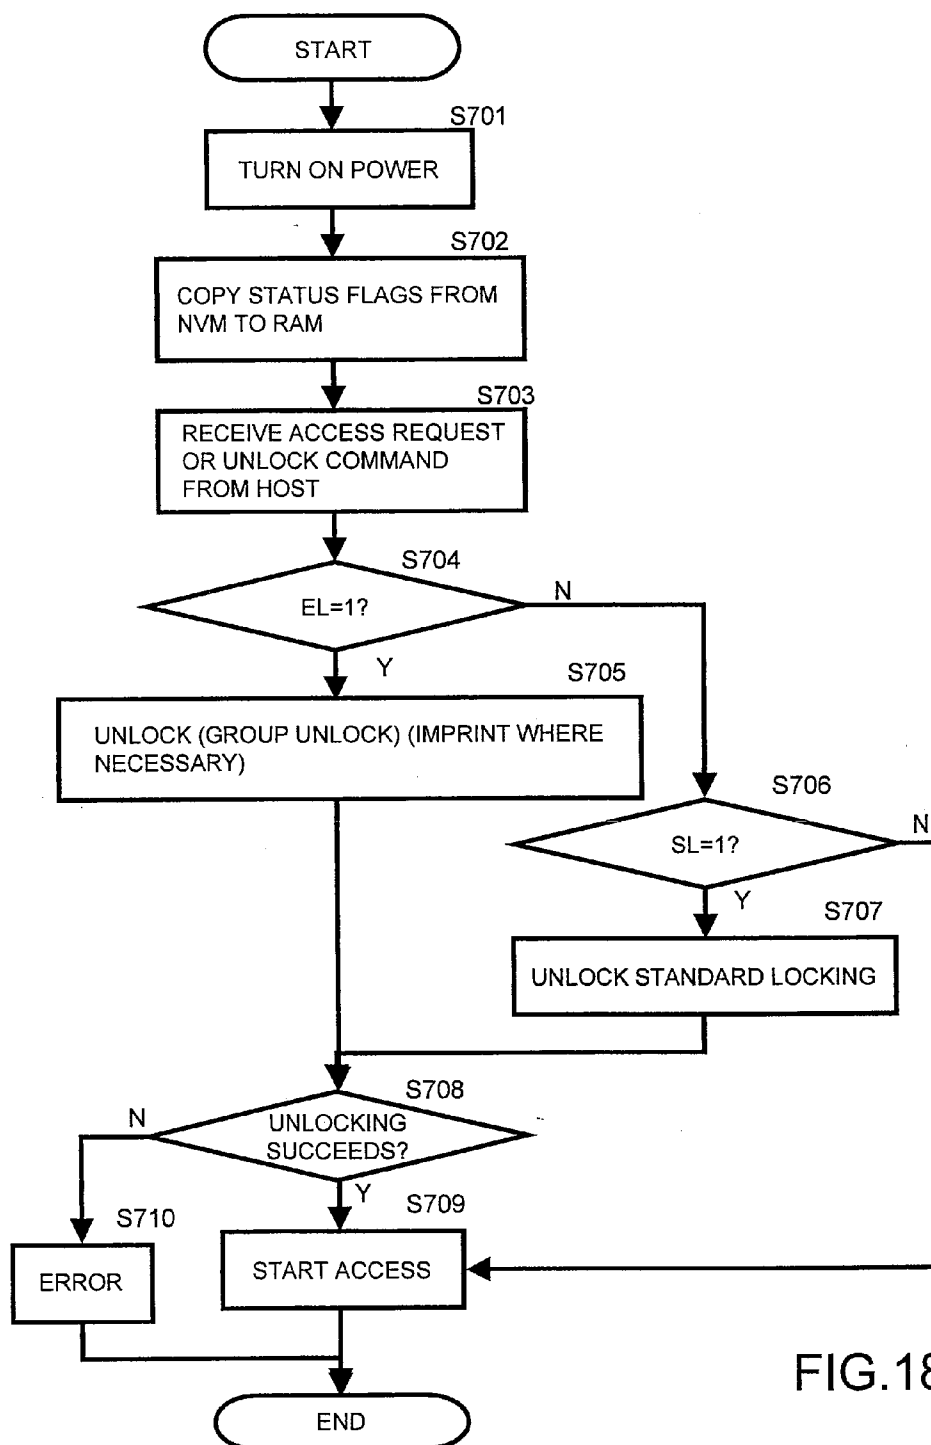 START
S701
TURN ON POWER
S702
COPY STATUS FLAGS FROM
NVM TO RAM
S703
RECEIVE ACCESS REQUEST
OR UNLOCK COMMAND
FROM HOST
S704
EL=1?
N
Y
S705
UNLOCK (GROUP UNLOCK) (IMPRINT WHERE
NECESSARY)
S706
SL=1?
N
Y
S707
UNLOCK STANDARD LOCKING
S708
N
UNLOCKING
SUCCEEDS?
Y
S709
S710
ERROR
START ACCESS
FIG.18
END